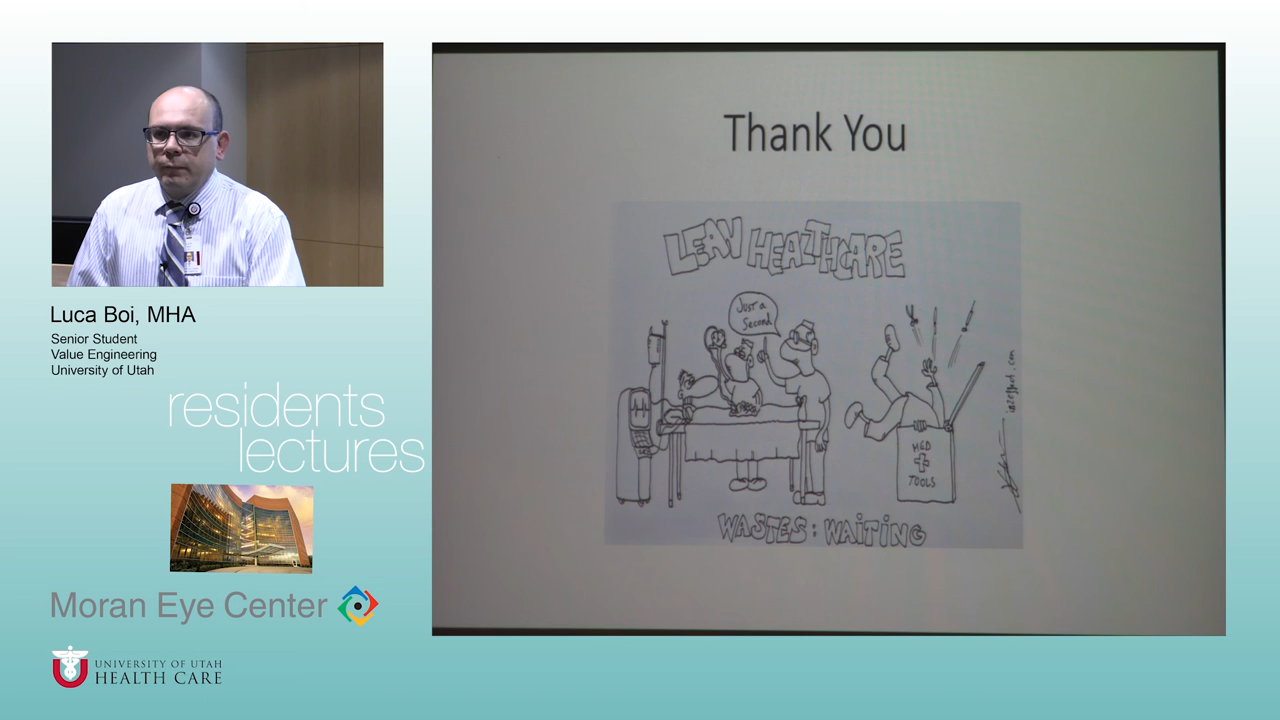 Luca Boi, MHA
Senior Student
Value Engineering
University of Utah
residents
lectures
Moran Eye Center
UNIVERSITY OF UTAH
HEALTH CARE
Thank You
LEAN HEALTHCARE
Just a
Second
MED
TOOLS
WASTES: WAITING